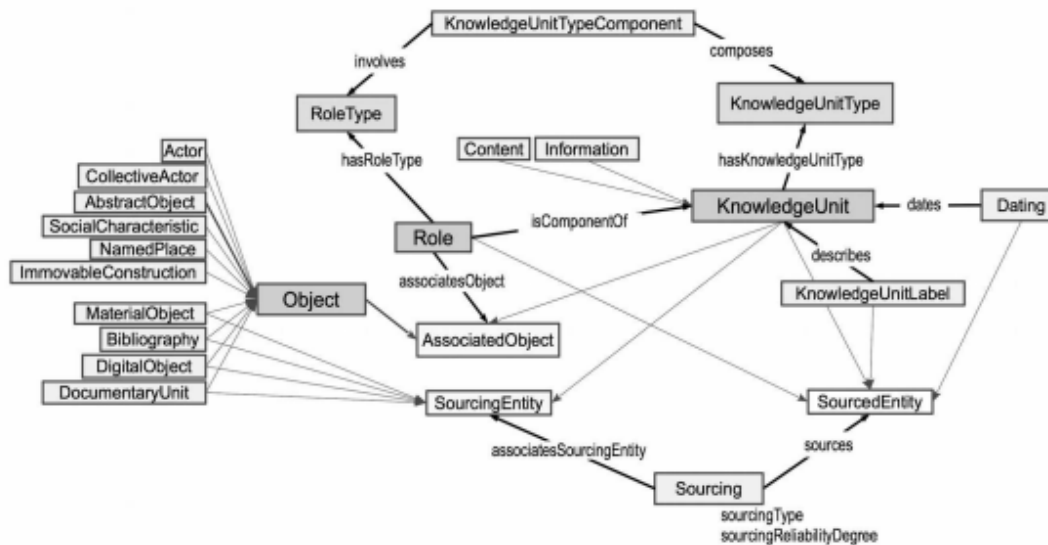 KnowledgeUnitTypeComponent
involves
composes
RoleType
KnowledgeUnitType
Actor
hasRoleType
Content
Information
hasKnowledgeUnitType
CollectiveActor
AbstractObject
SocialCharacteristic
NamedPlace
ImmovableConstruction
Role
isComponentOf
KnowledgeUnit
dates
Dating
associatesObject
describes
Object
KnowledgeUnitLabel
MaterialObject
Bibliography
AssociatedObject
DigitalObject
DocumentaryUnit
SourcingEntity
SourcedEntity
associatesSourcingEntity
sources
Sourcing
sourcingType
sourcingReliabilityDegree